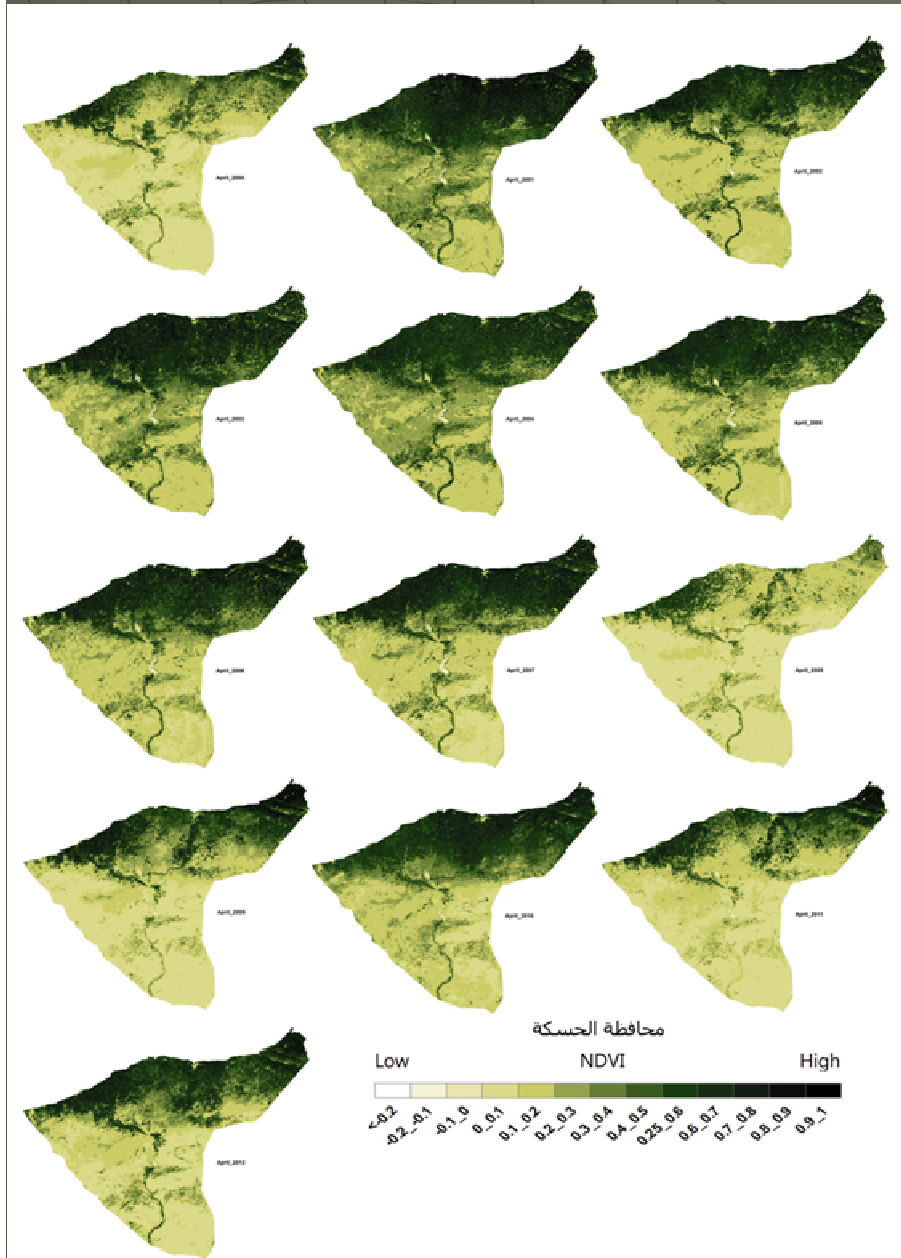 April_2000
April_2001
April_2002
April_2003
April_2004
April_2005
April_2006
April_2007
April_2008
April_2009
April_2010
April_2011
محافظة الحسكة
Low NDVI High
<-0.2 -0.2_-0.1 -0.1_0 0_0.1 0.1_0.2 0.2_0.3 0.3_0.4 0.4_0.5 0.25_0.6 0.6_0.7 0.7_0.8 0.8_0.9 0.9_1
April_2012